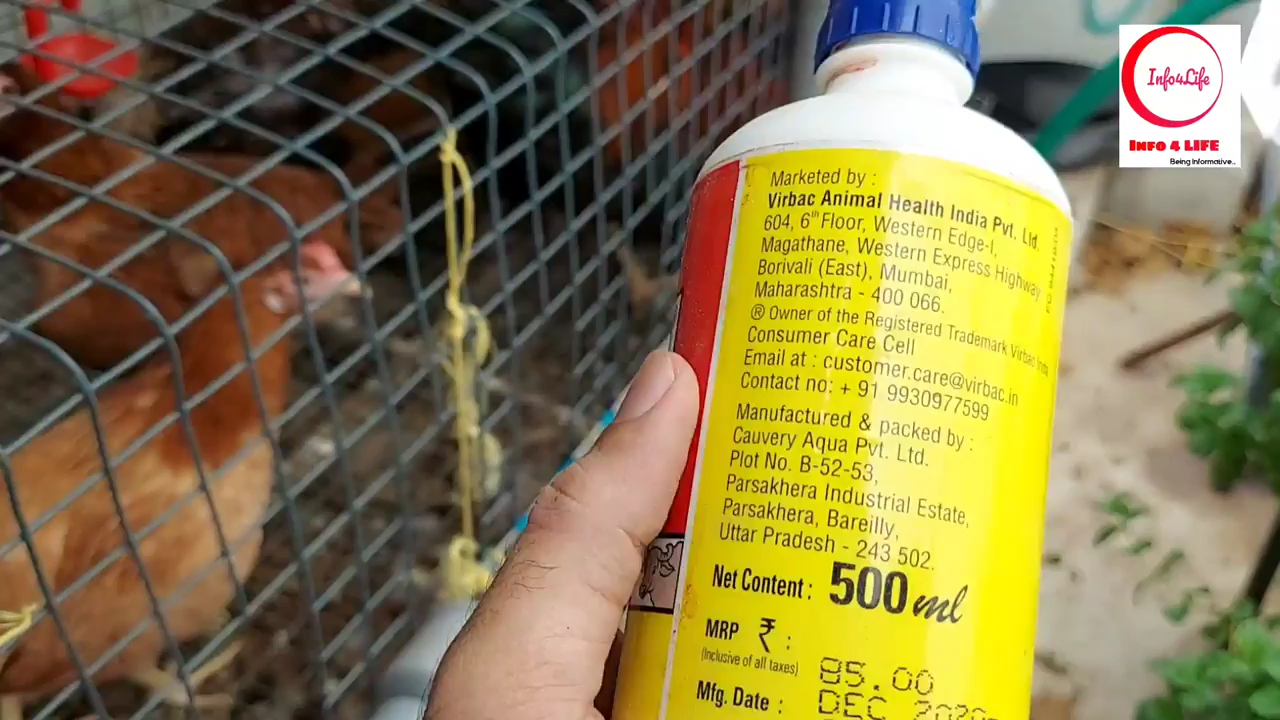 Info4Life
INFO 4 LIFE
Being Informative..
Marketed by :
Virbac Animal Health India Pvt. Ltd.
604, 6th Floor, Western Edge-I,
Magathane, Western Express Highway
Borivali (East), Mumbai,
Maharashtra - 400 066.
® Owner of the Registered Trademark Virbac India
Consumer Care Cell
Email at : customer.care@virbac.in
Contact no: + 91 9930977599
Manufactured & packed by :
Cauvery Aqua Pvt. Ltd.
Plot No. B-52-53,
Parsakhera Industrial Estate,
Parsakhera, Bareilly,
Uttar Pradesh - 243 502.
Net Content : 500 ml
MRP ₹ :
(Inclusive of all taxes) 85.00
Mfg. Date : DEC 2020